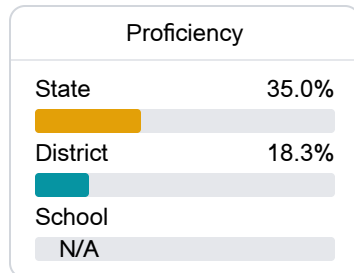 Proficiency
State 35.0%
District 18.3%
School
N/A